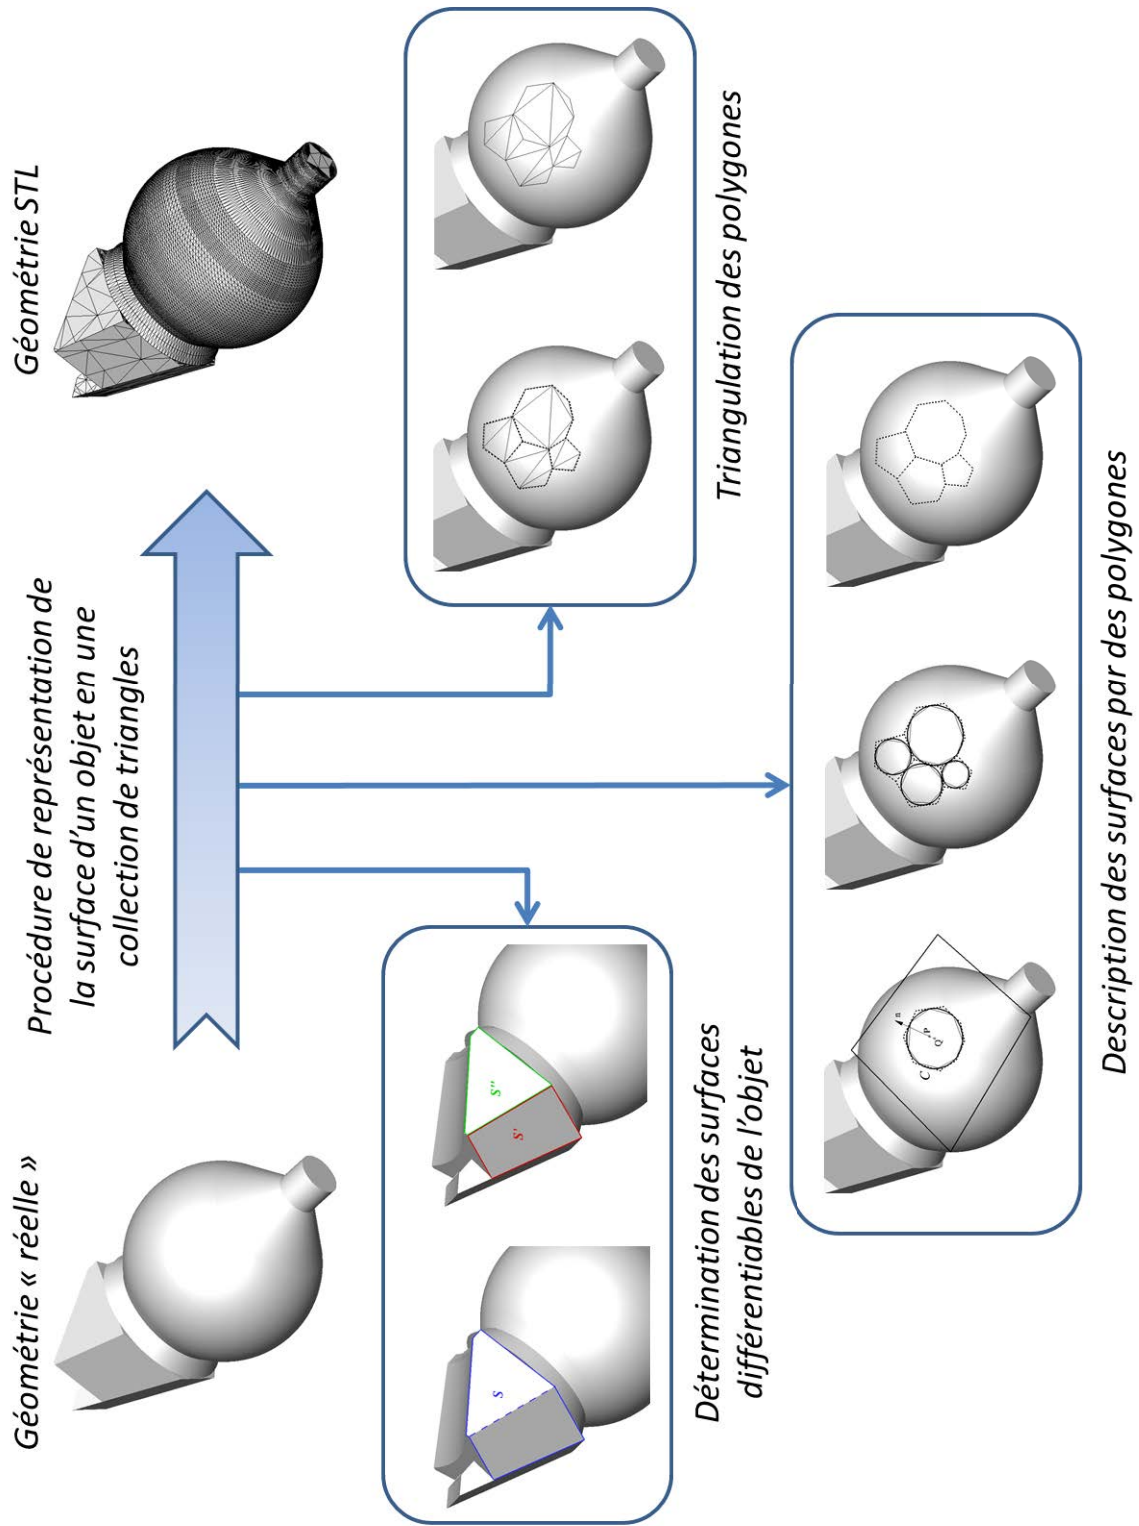 Géométrie « réelle »
Procédure de représentation de
la surface d'un objet en une
collection de triangles
Géométrie STL
S
S'
S''
Détermination des surfaces
différentiables de l'objet
Triangulation des polygones
C
n
Description des surfaces par des polygones